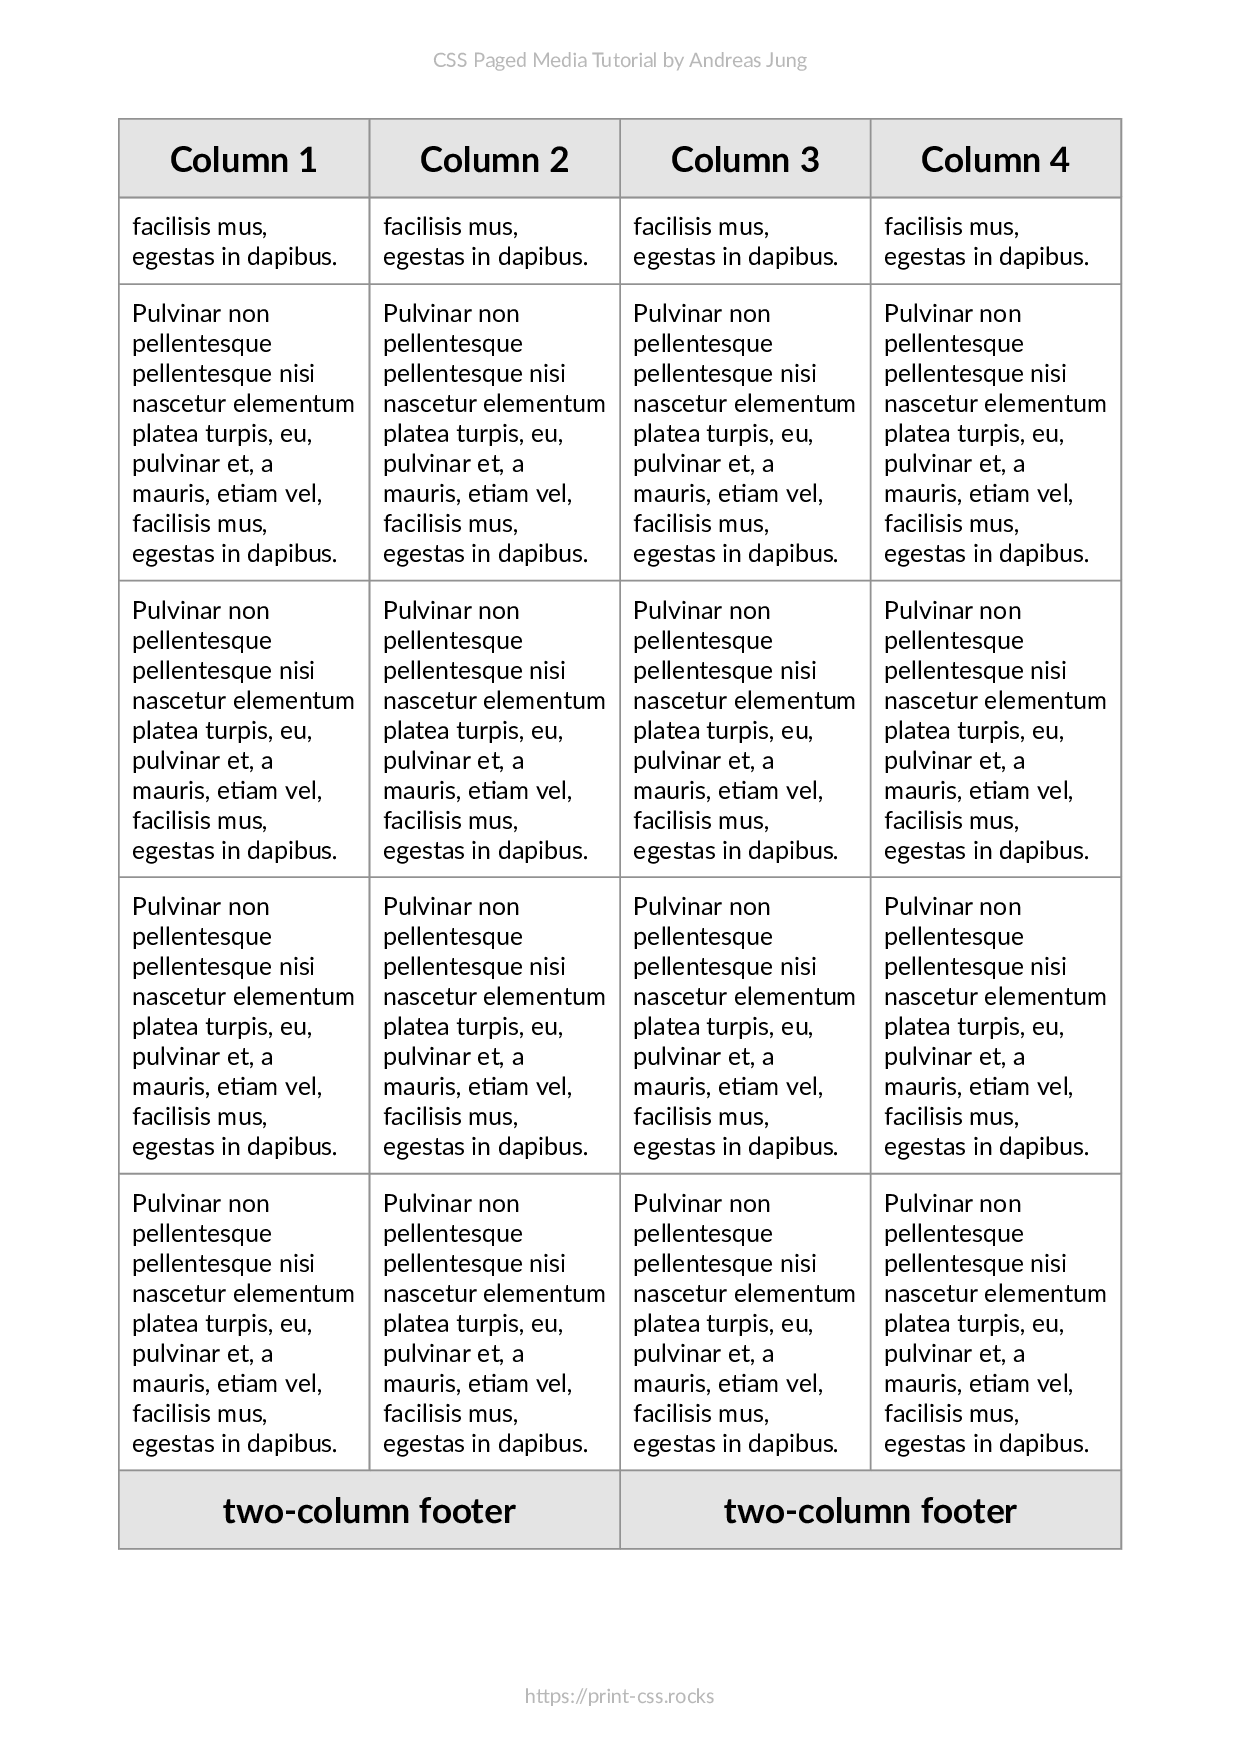 CSS Paged Media Tutorial by Andreas Jung
Column 1 Column 2 Column 3 Column 4
facilisis mus, facilisis mus, facilisis mus, facilisis mus,
egestas in dapibus. egestas in dapibus. egestas in dapibus. egestas in dapibus.
Pulvinar non Pulvinar non Pulvinar non Pulvinar non
pellentesque pellentesque pellentesque pellentesque
pellentesque nisi pellentesque nisi pellentesque nisi pellentesque nisi
nascetur elementum nascetur elementum nascetur elementum nascetur elementum
platea turpis, eu, platea turpis, eu, platea turpis, eu, platea turpis, eu,
pulvinar et, a pulvinar et, a pulvinar et, a pulvinar et, a
mauris, etiam vel, mauris, etiam vel, mauris, etiam vel, mauris, etiam vel,
facilisis mus, facilisis mus, facilisis mus, facilisis mus,
egestas in dapibus. egestas in dapibus. egestas in dapibus. egestas in dapibus.
Pulvinar non Pulvinar non Pulvinar non Pulvinar non
pellentesque pellentesque pellentesque pellentesque
pellentesque nisi pellentesque nisi pellentesque nisi pellentesque nisi
nascetur elementum nascetur elementum nascetur elementum nascetur elementum
platea turpis, eu, platea turpis, eu, platea turpis, eu, platea turpis, eu,
pulvinar et, a pulvinar et, a pulvinar et, a pulvinar et, a
mauris, etiam vel, mauris, etiam vel, mauris, etiam vel, mauris, etiam vel,
facilisis mus, facilisis mus, facilisis mus, facilisis mus,
egestas in dapibus. egestas in dapibus. egestas in dapibus. egestas in dapibus.
Pulvinar non Pulvinar non Pulvinar non Pulvinar non
pellentesque pellentesque pellentesque pellentesque
pellentesque nisi pellentesque nisi pellentesque nisi pellentesque nisi
nascetur elementum nascetur elementum nascetur elementum nascetur elementum
platea turpis, eu, platea turpis, eu, platea turpis, eu, platea turpis, eu,
pulvinar et, a pulvinar et, a pulvinar et, a pulvinar et, a
mauris, etiam vel, mauris, etiam vel, mauris, etiam vel, mauris, etiam vel,
facilisis mus, facilisis mus, facilisis mus, facilisis mus,
egestas in dapibus. egestas in dapibus. egestas in dapibus. egestas in dapibus.
Pulvinar non Pulvinar non Pulvinar non Pulvinar non
pellentesque pellentesque pellentesque pellentesque
pellentesque nisi pellentesque nisi pellentesque nisi pellentesque nisi
nascetur elementum nascetur elementum nascetur elementum nascetur elementum
platea turpis, eu, platea turpis, eu, platea turpis, eu, platea turpis, eu,
pulvinar et, a pulvinar et, a pulvinar et, a pulvinar et, a
mauris, etiam vel, mauris, etiam vel, mauris, etiam vel, mauris, etiam vel,
facilisis mus, facilisis mus, facilisis mus, facilisis mus,
egestas in dapibus. egestas in dapibus. egestas in dapibus. egestas in dapibus.
two-column footer two-column footer
https://print-css.rocks